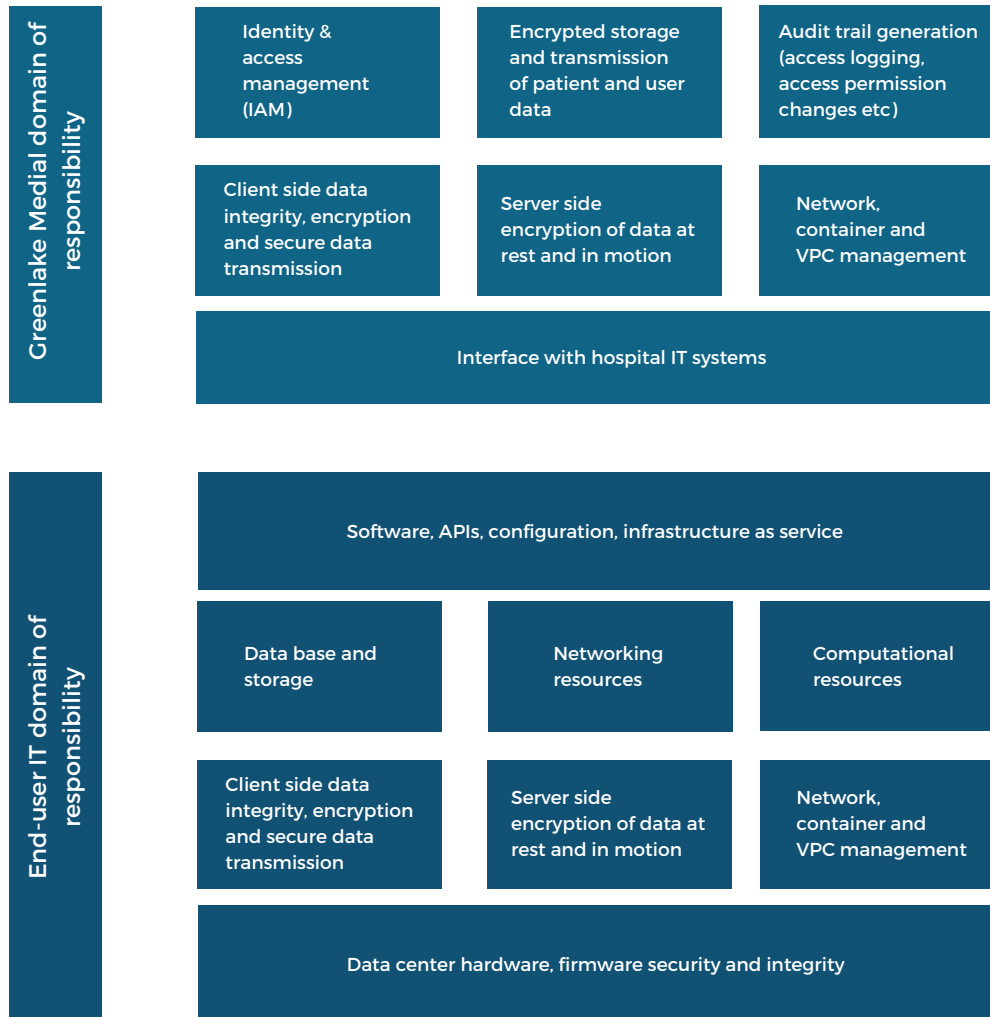 Greenlake Medial domain of
responsibility
Identity &
access
management
(IAM)
Encrypted storage
and transmission
of patient and user
data
Audit trail generation
(access logging,
access permission
changes etc)
Client side data
integrity, encryption
and secure data
transmission
Server side
encryption of data at
rest and in motion
Network,
container and
VPC management
Interface with hospital IT systems
End-user IT domain of
responsibility
Software, APIs, configuration, infrastructure as service
Data base and
storage
Networking
resources
Computational
resources
Client side data
integrity, encryption
and secure data
transmission
Server side
encryption of data at
rest and in motion
Network,
container and
VPC management
Data center hardware, firmware security and integrity